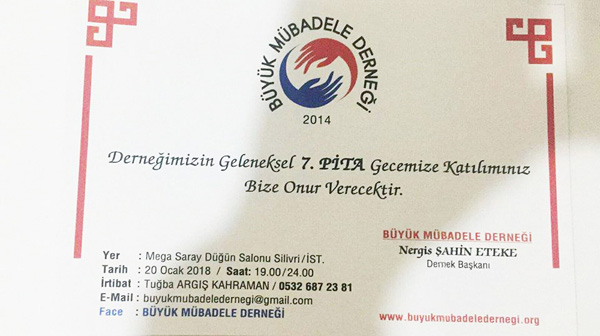 BÜYÜK MÜBADELE DERNEĞİ
2014
Derneğimizin Geleneksel 7. PİTA Gecemize Katılımınız
Bize Onur Verecektir.
BÜYÜK MÜBADELE DERNEĞİ
Nergis ŞAHİN ETEKE
Dernek Başkanı
Yer : Mega Saray Düğün Salonu Silivri/İST.
Tarih : 20 Ocak 2018 / Saat: 19.00/24.00
İrtibat : Tuğba ARGIŞ KAHRAMAN / 0532 687 23 81
E-Mail : buyukmubadeledernegi@gmail.com
Face : BÜYÜK MÜBADELE DERNEĞİ
www.buyukmubadeledernegi.org